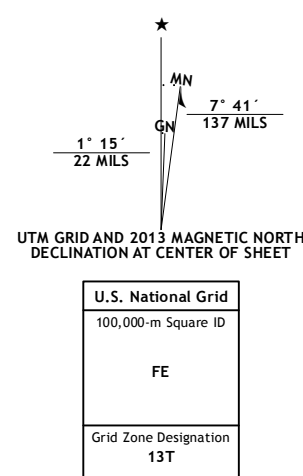 ★
MN
7° 41´
137 MILS
GN
1° 15´
22 MILS
UTM GRID AND 2013 MAGNETIC NORTH
DECLINATION AT CENTER OF SHEET
U.S. National Grid
100,000-m Square ID
FE
Grid Zone Designation
13T